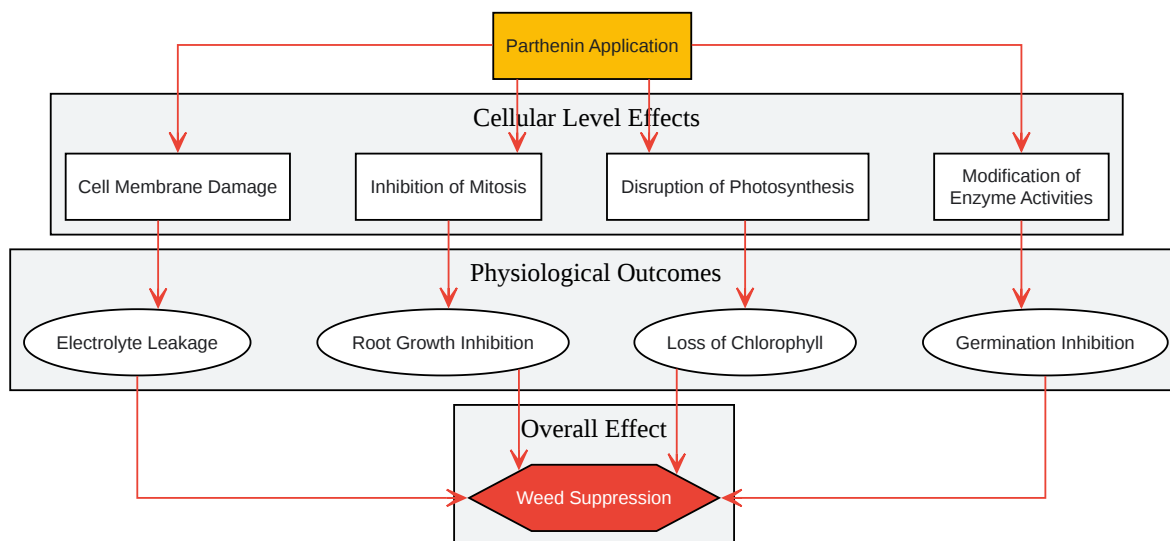 Parthenin Application
Cellular Level Effects
Cell Membrane Damage
Inhibition of Mitosis
Disruption of Photosynthesis
Modification of
Enzyme Activities
Physiological Outcomes
Electrolyte Leakage
Root Growth Inhibition
Loss of Chlorophyll
Germination Inhibition
Overall Effect
Weed Suppression